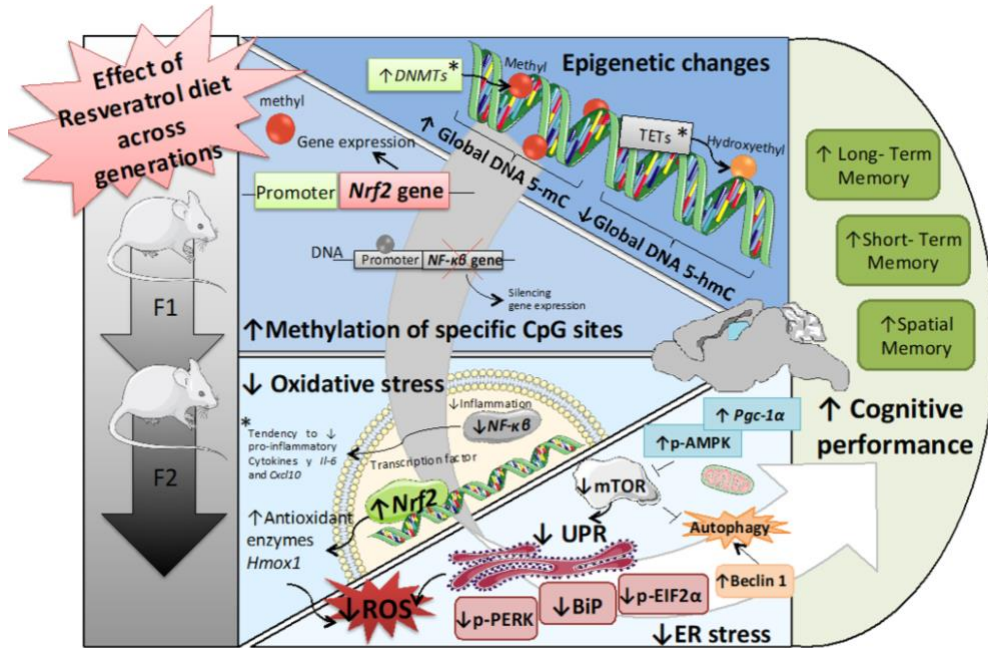 Effect of
Resveratrol diet
across
generations
F1
F2
methyl
Gene expression
Promoter
Nrf2 gene
DNA
Promoter
NF-κβ gene
Silencing
gene expression
↑Methylation of specific CpG sites
↑DNMTs*
Methyl
Epigenetic changes
TETs *
Hydroxyethyl
↑ Global DNA 5-mC
↓Global DNA 5-hmC
↓ Oxidative stress
*
Tendency to ↓
pro-inflammatory
Cytokines y Il-6
and Cxcl10
↓Inflammation
↓NF-κβ
Transcription factor
↑Nrf2
↑Antioxidant
enzymes
Hmox1
↓ROS
↑ Pgc-1α
↑p-AMPK
↓mTOR
Autophagy
↑Beclin 1
↓ UPR
↓p-PERK
↓BiP
↓p-EIF2α
↓ER stress
↑ Long- Term
Memory
↑Short- Term
Memory
↑Spatial
Memory
↑ Cognitive
performance